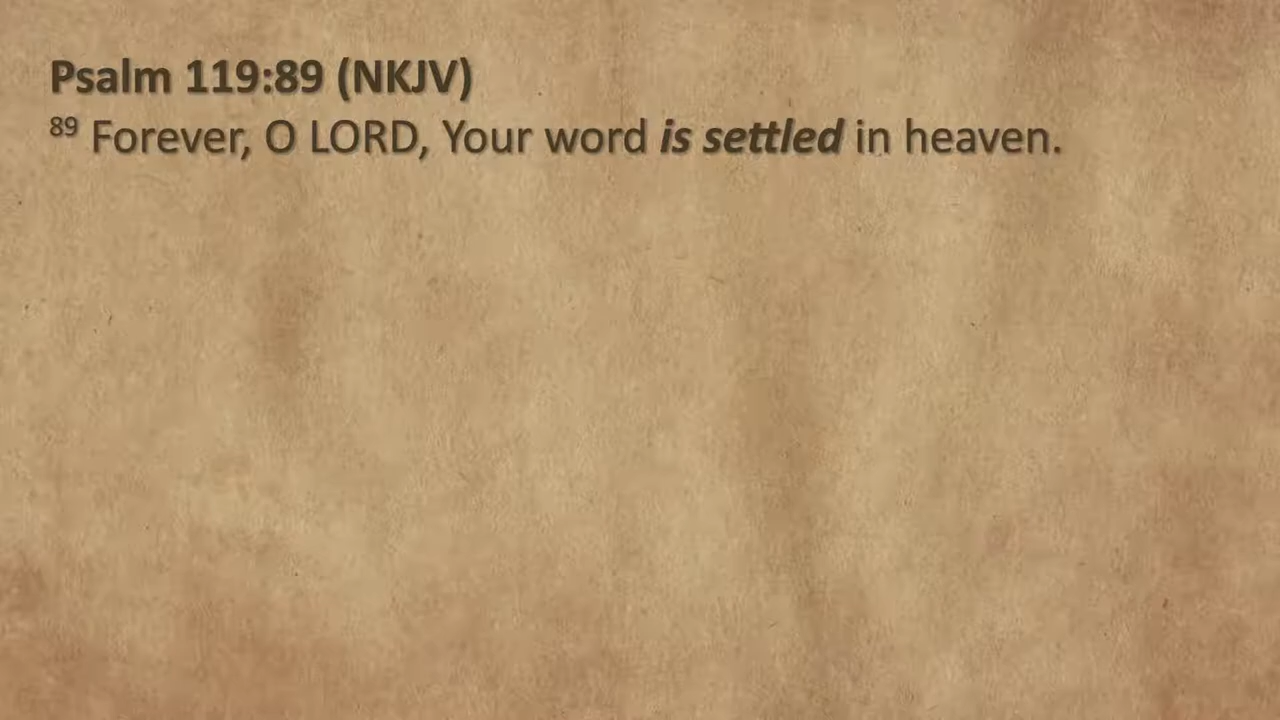 Psalm 119:89 (NKJV)
89 Forever, O LORD, Your word is settled in heaven.